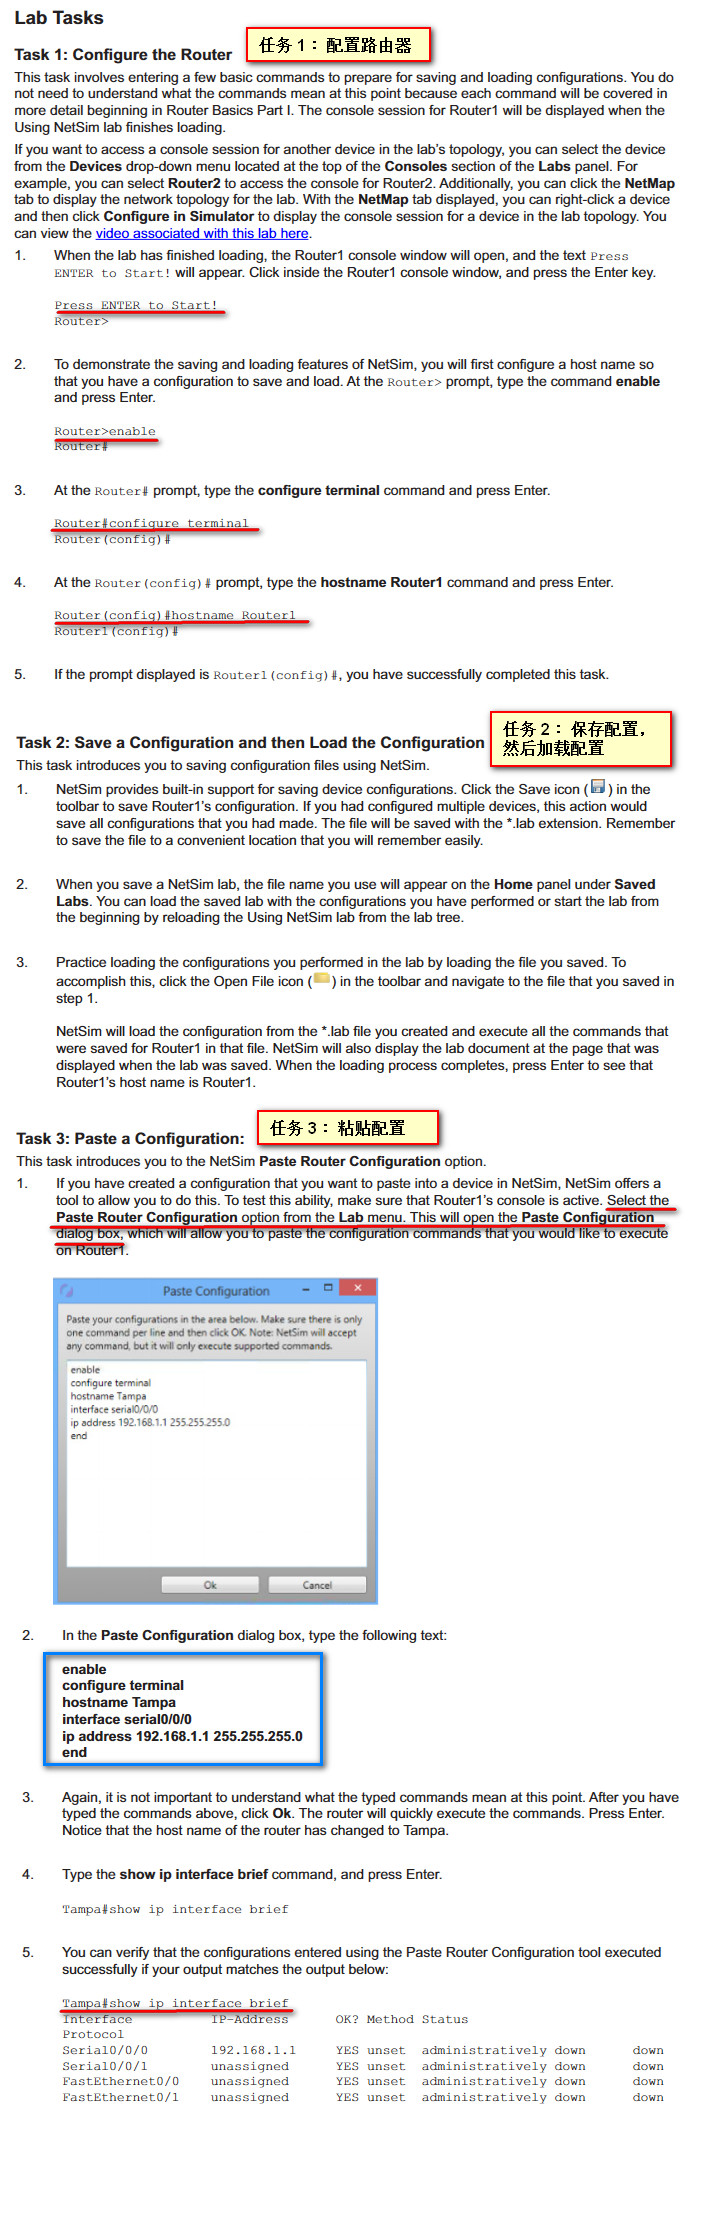 Lab Tasks
任务 1： 配置路由器
Task 1: Configure the Router
This task involves entering a few basic commands to prepare for saving and loading configurations. You do
not need to understand what the commands mean at this point because each command will be covered in
more detail beginning in Router Basics Part I. The console session for Router1 will be displayed when the
Using NetSim lab finishes loading.
If you want to access a console session for another device in the lab's topology, you can select the device
from the Devices drop-down menu located at the top of the Consoles section of the Labs panel. For
example, you can select Router2 to access the console for Router2. Additionally, you can click the NetMap
tab to display the network topology for the lab. With the NetMap tab displayed, you can right-click a device
and then click Configure in Simulator to display the console session for a device in the lab topology. You
can view the video associated with this lab here.
1. When the lab has finished loading, the Router1 console window will open, and the text Press
ENTER to Start! will appear. Click inside the Router1 console window, and press the Enter key.
Press ENTER to Start!
Router>
2. To demonstrate the saving and loading features of NetSim, you will first configure a host name so
that you have a configuration to save and load. At the Router> prompt, type the command enable
and press Enter.
Router>enable
Router#
3. At the Router# prompt, type the configure terminal command and press Enter.
Router#configure terminal
Router(config)#
4. At the Router(config)# prompt, type the hostname Router1 command and press Enter.
Router(config)#hostname Router1
Router1(config)#
5. If the prompt displayed is Router1(config)#, you have successfully completed this task.
任务 2： 保存配置，
然后加载配置
Task 2: Save a Configuration and then Load the Configuration
This task introduces you to saving configuration files using NetSim.
1. NetSim provides built-in support for saving device configurations. Click the Save icon ( ) in the
toolbar to save Router1's configuration. If you had configured multiple devices, this action would
save all configurations that you had made. The file will be saved with the *.lab extension. Remember
to save the file to a convenient location that you will remember easily.
2. When you save a NetSim lab, the file name you use will appear on the Home panel under Saved
Labs. You can load the saved lab with the configurations you have performed or start the lab from
the beginning by reloading the Using NetSim lab from the lab tree.
3. Practice loading the configurations you performed in the lab by loading the file you saved. To
accomplish this, click the Open File icon ( ) in the toolbar and navigate to the file that you saved in
step 1.
NetSim will load the configuration from the *.lab file you created and execute all the commands that
were saved for Router1 in that file. NetSim will also display the lab document at the page that was
displayed when the lab was saved. When the loading process completes, press Enter to see that
Router1's host name is Router1.
任务 3： 粘贴配置
Task 3: Paste a Configuration:
This task introduces you to the NetSim Paste Router Configuration option.
1. If you have created a configuration that you want to paste into a device in NetSim, NetSim offers a
tool to allow you to do this. To test this ability, make sure that Router1's console is active. Select the
Paste Router Configuration option from the Lab menu. This will open the Paste Configuration
dialog box, which will allow you to paste the configuration commands that you would like to execute
on Router1.
Paste Configuration
Paste your configurations in the area below. Make sure there is only
one command per line and then click OK. Note: NetSim will accept
any command, but it will only execute supported commands.
enable
configure terminal
hostname Tampa
interface serial0/0/0
ip address 192.168.1.1 255.255.255.0
end
Ok Cancel
2. In the Paste Configuration dialog box, type the following text:
enable
configure terminal
hostname Tampa
interface serial0/0/0
ip address 192.168.1.1 255.255.255.0
end
3. Again, it is not important to understand what the typed commands mean at this point. After you have
typed the commands above, click Ok. The router will quickly execute the commands. Press Enter.
Notice that the host name of the router has changed to Tampa.
4. Type the show ip interface brief command, and press Enter.
Tampa#show ip interface brief
5. You can verify that the configurations entered using the Paste Router Configuration tool executed
successfully if your output matches the output below:
Tampa#show ip interface brief
Interface IP-Address OK? Method Status
Protocol
Serial0/0/0 192.168.1.1 YES unset administratively down down
Serial0/0/1 unassigned YES unset administratively down down
FastEthernet0/0 unassigned YES unset administratively down down
FastEthernet0/1 unassigned YES unset administratively down down